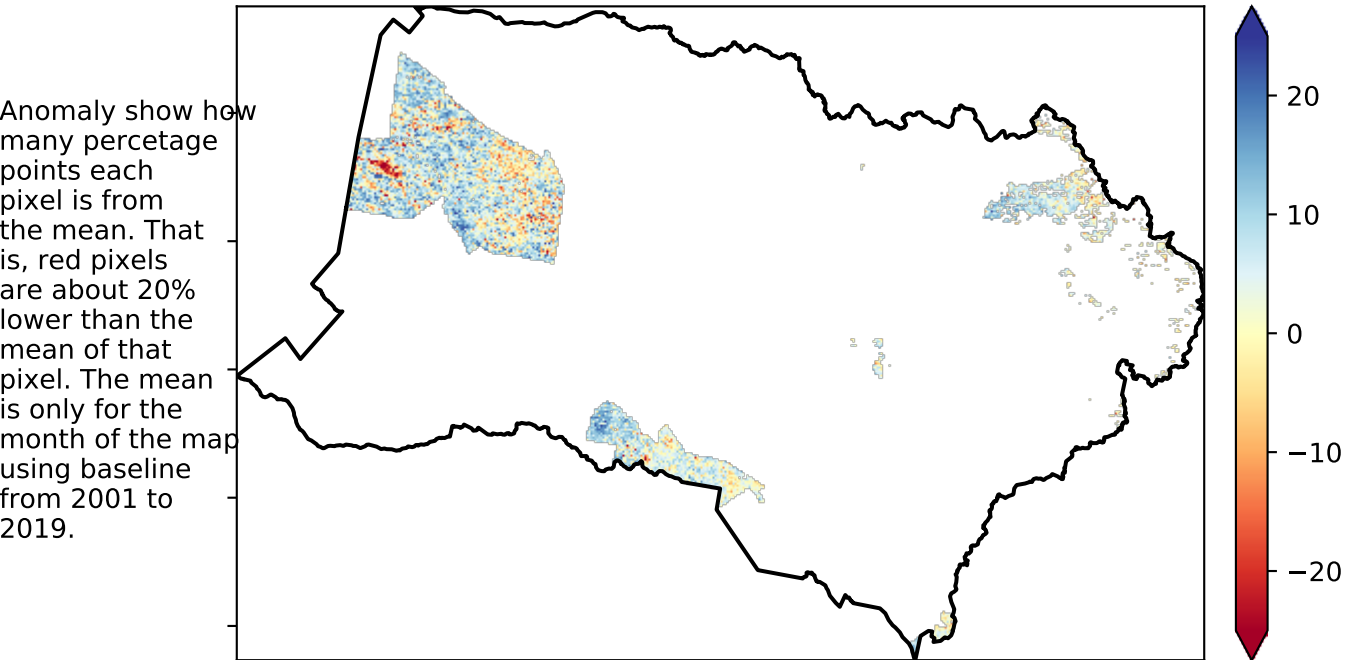 Anomaly show how
many percetage
points each
pixel is from
the mean. That
is, red pixels
are about 20%
lower than the
mean of that
pixel. The mean
is only for the
month of the map
using baseline
from 2001 to
2019.
20
10
0
−10
−20